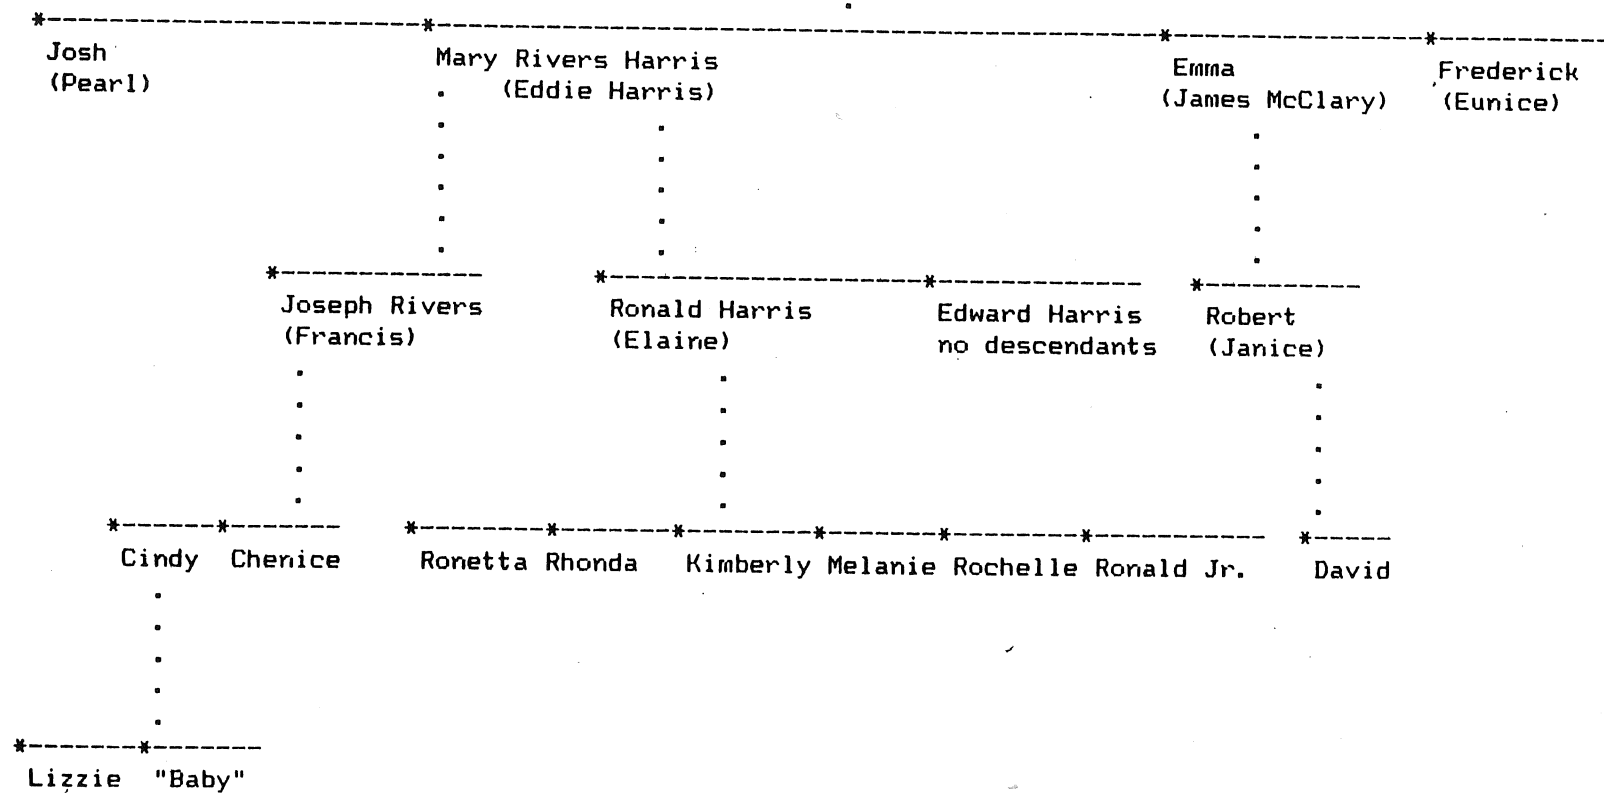 Josh Mary Rivers Harris Emma Frederick
(Pearl) (Eddie Harris) (James McClary) (Eunice)
Joseph Rivers Ronald Harris Edward Harris Robert
(Francis) (Elaine) no descendants (Janice)
Cindy Chenice Ronetta Rhonda Kimberly Melanie Rochelle Ronald Jr. David
Lizzie "Baby"